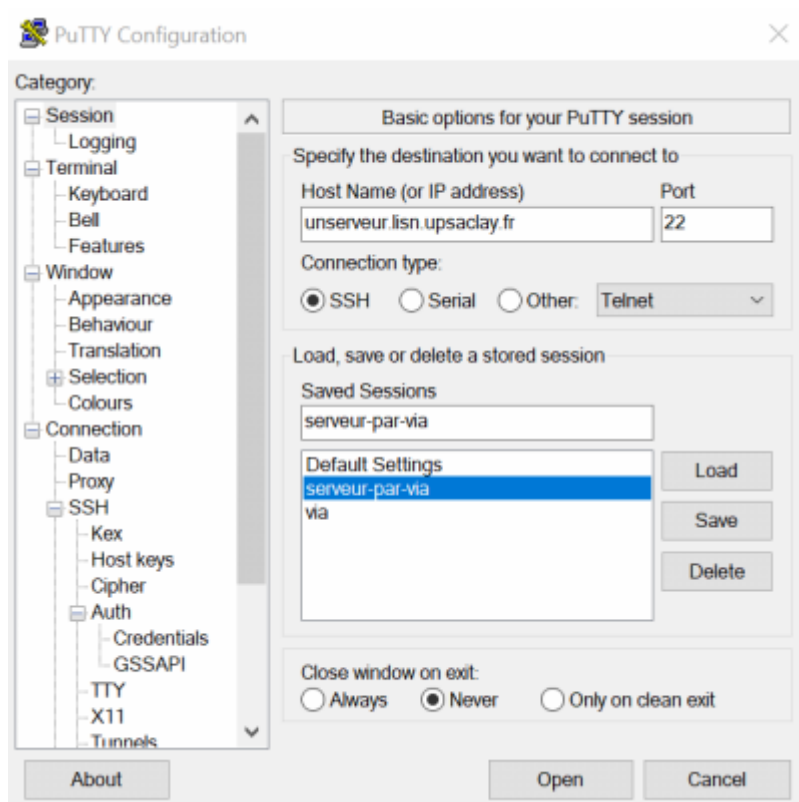 PuTTY Configuration
Category:
Session
Logging
Terminal
Keyboard
Bell
Features
Window
Appearance
Behaviour
Translation
Selection
Colours
Connection
Data
Proxy
SSH
Kex
Host keys
Cipher
Auth
Credentials
GSSAPI
TTY
X11
Tunnels
Basic options for your PuTTY session
Specify the destination you want to connect to
Host Name (or IP address) Port
unserveur.lisn.upsaclay.fr 22
Connection type:
SSH Serial Other: Telnet
Load, save or delete a stored session
Saved Sessions
serveur-par-via
Default Settings
serveur-par-via
via
Load
Save
Delete
Close window on exit:
Always Never Only on clean exit
About Open Cancel